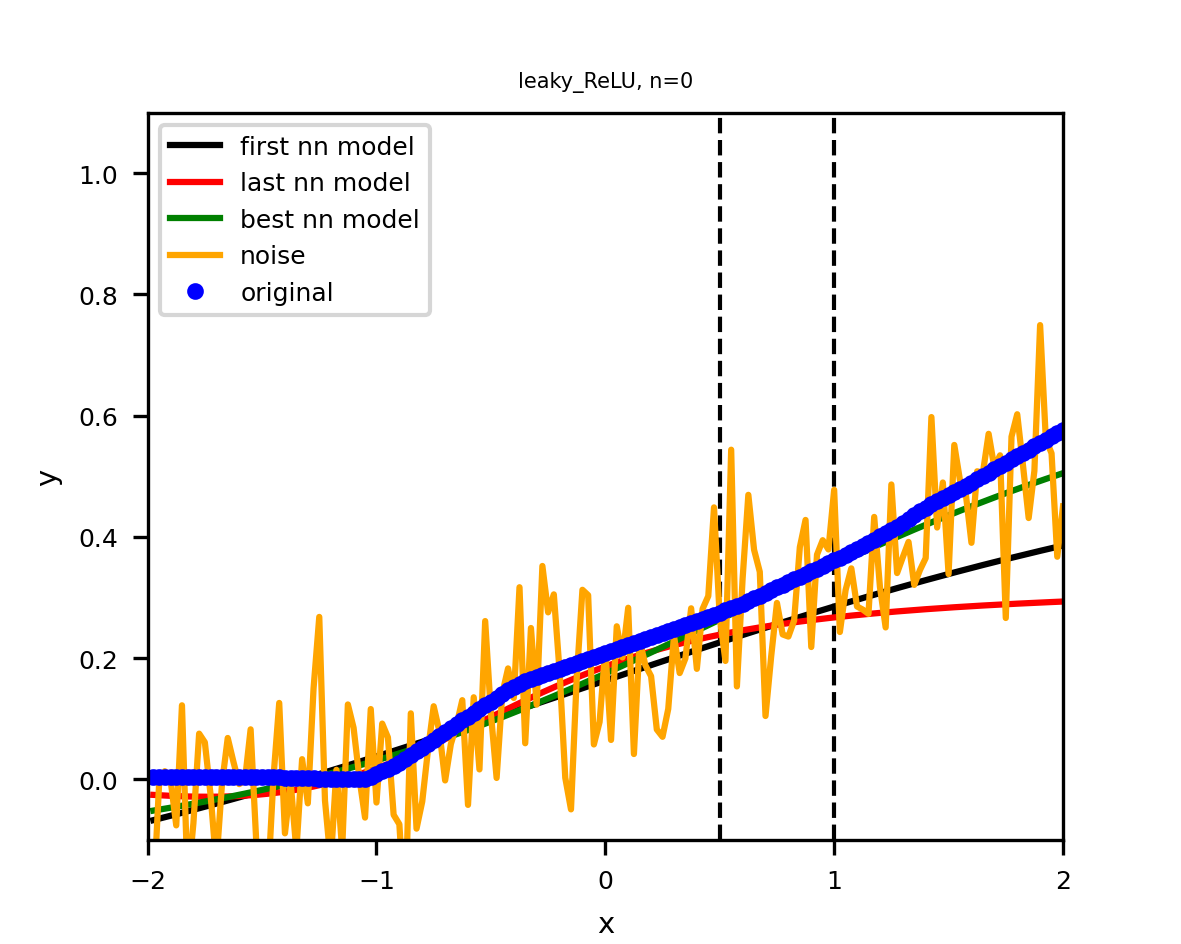 leaky_ReLU, n=0
first nn model
last nn model
best nn model
noise
original
1.0
0.8
0.6
0.4
0.2
0.0
y
−2
−1
0
1
2
x